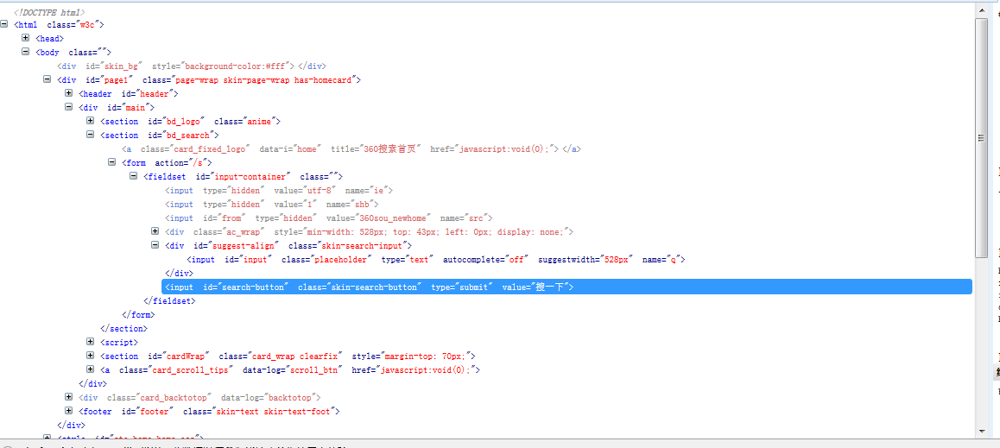 <!DOCTYPE html>
<html class="w3c">
<head>
<body class="">
<div id="skin_bg" style="background-color:#fff"></div>
<div id="page1" class="page-wrap skin-page-wrap has-homecard">
<header id="header">
<div id="main">
<section id="bd_logo" class="anime">
<section id="bd_search">
<a class="card_fixed_logo" data-i="home" title="360搜索首页" href="javascript:void(0);"></a>
<form action="/s">
<fieldset id="input-container" class="">
<input type="hidden" value="utf-8" name="ie">
<input type="hidden" value="1" name="shb">
<input id="from" type="hidden" value="360sou_newhome" name="src">
<div class="ac_wrap" style="min-width: 528px; top: 43px; left: 0px; display: none;">
<div id="suggest-align" class="skin-search-input">
<input id="input" class="placeholder" type="text" autocomplete="off" suggestwidth="528px" name="q">
</div>
<input id="search-button" class="skin-search-button" type="submit" value="搜一下">
</fieldset>
</form>
</section>
<script>
<section id="cardWrap" class="card_wrap clearfix" style="margin-top: 70px;">
<a class="card_scroll_tips" data-log="scroll_btn" href="javascript:void(0);">
</div>
<div class="card_backtotop" data-log="backtotop">
<footer id="footer" class="skin-text skin-text-foot">
</div>